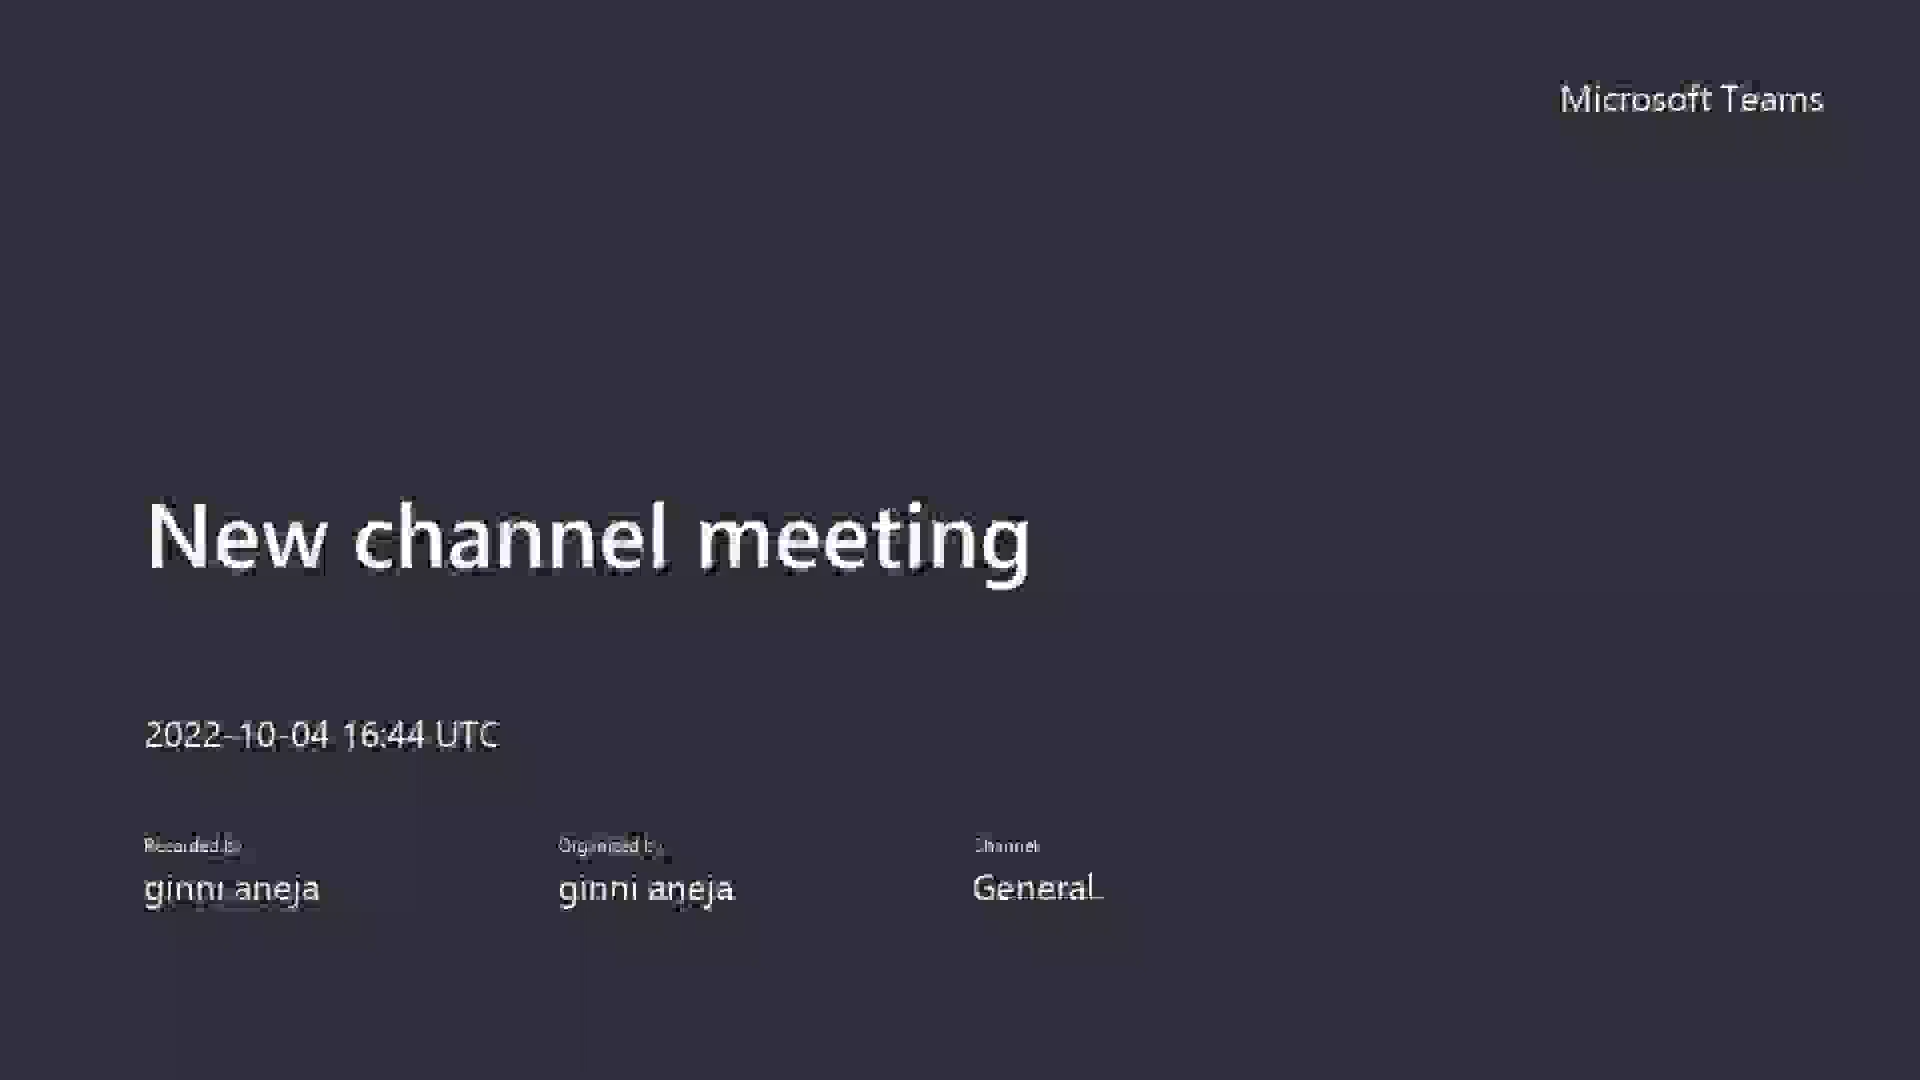 Microsoft Teams
New channel meeting
2022-10-04 16:44 UTC
Recorded by
Organized by
Channel
ginni aneja
ginni aneja
General